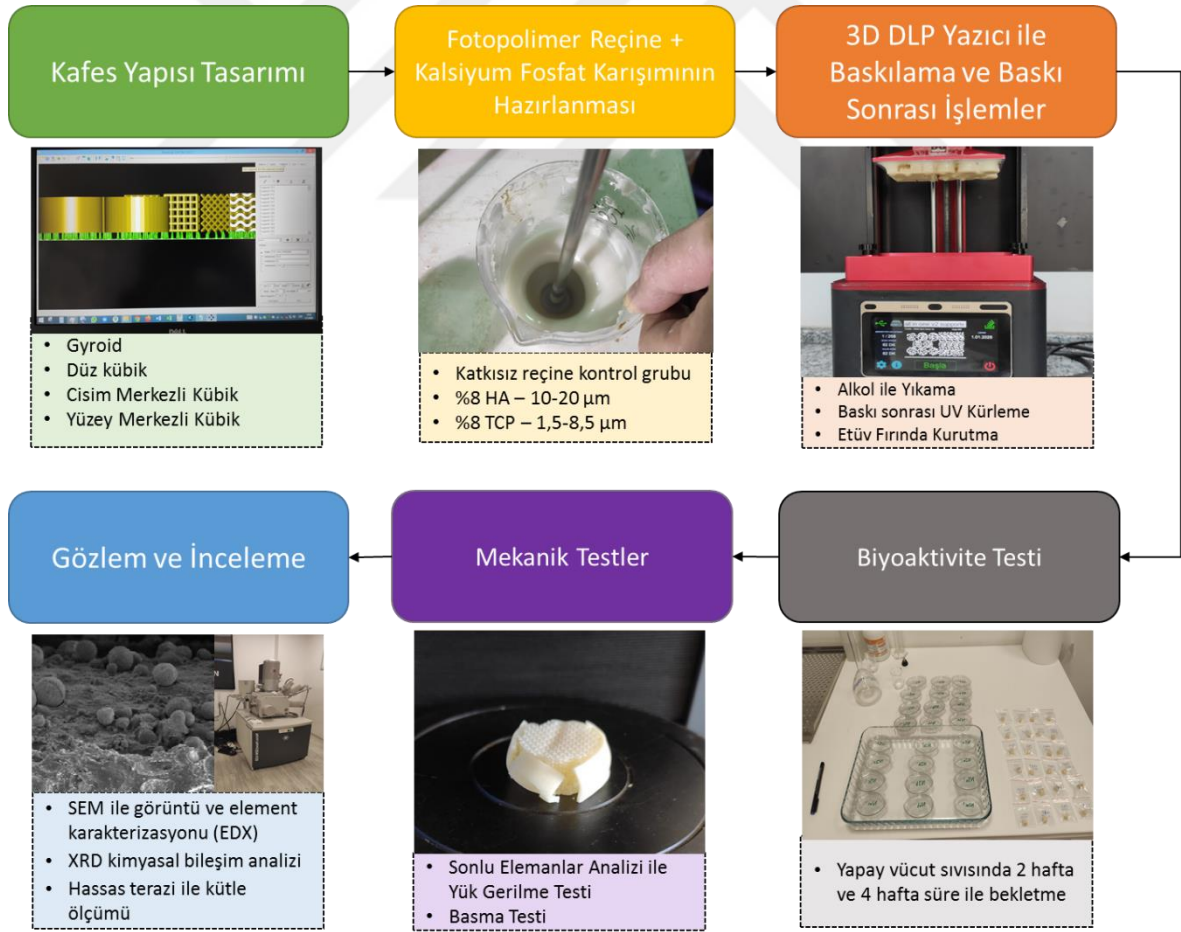 Kafes Yapısı Tasarımı
Fotopolimer Reçine +
Kalsiyum Fosfat Karışımının
Hazırlanması
3D DLP Yazıcı ile
Baskılama ve Baskı
Sonrası İşlemler
DELL
• Gyroid
• Düz kübik
• Cisim Merkezli Kübik
• Yüzey Merkezli Kübik
• Katkısız reçine kontrol grubu
• %8 HA – 10-20 µm
• %8 TCP – 1,5-8,5 µm
Başla
• Alkol ile Yıkama
• Baskı sonrası UV Kürleme
• Etüv Fırında Kurutma
Gözlem ve İnceleme
Mekanik Testler
Biyoaktivite Testi
• SEM ile görüntü ve element
karakterizasyonu (EDX)
• XRD kimyasal bileşim analizi
• Hassas terazi ile kütle
ölçümü
• Sonlu Elemanlar Analizi ile
Yük Gerilme Testi
• Basma Testi
• Yapay vücut sıvısında 2 hafta
ve 4 hafta süre ile bekletme